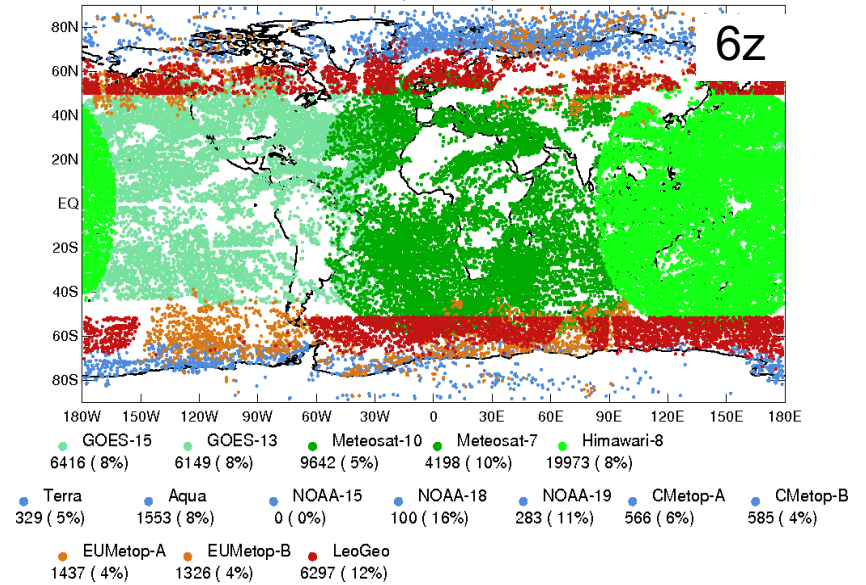 6z
80N
60N
40N
20N
EQ
20S
40S
60S
80S
180W 150W 120W 90W 60W 30W 0 30E 60E 90E 120E 150E 180E
GOES-15 GOES-13 Meteosat-10 Meteosat-7 Himawari-8
6416 ( 8%) 6149 ( 8%) 9642 ( 5%) 4198 ( 10%) 19973 ( 8%)
Terra Aqua NOAA-15 NOAA-18 NOAA-19 CMetop-A CMetop-B
329 ( 5%) 1553 ( 8%) 0 ( 0%) 100 ( 16%) 283 ( 11%) 566 ( 6%) 585 ( 4%)
EUMetop-A EUMetop-B LeoGeo
1437 ( 4%) 1326 ( 4%) 6297 ( 12%)